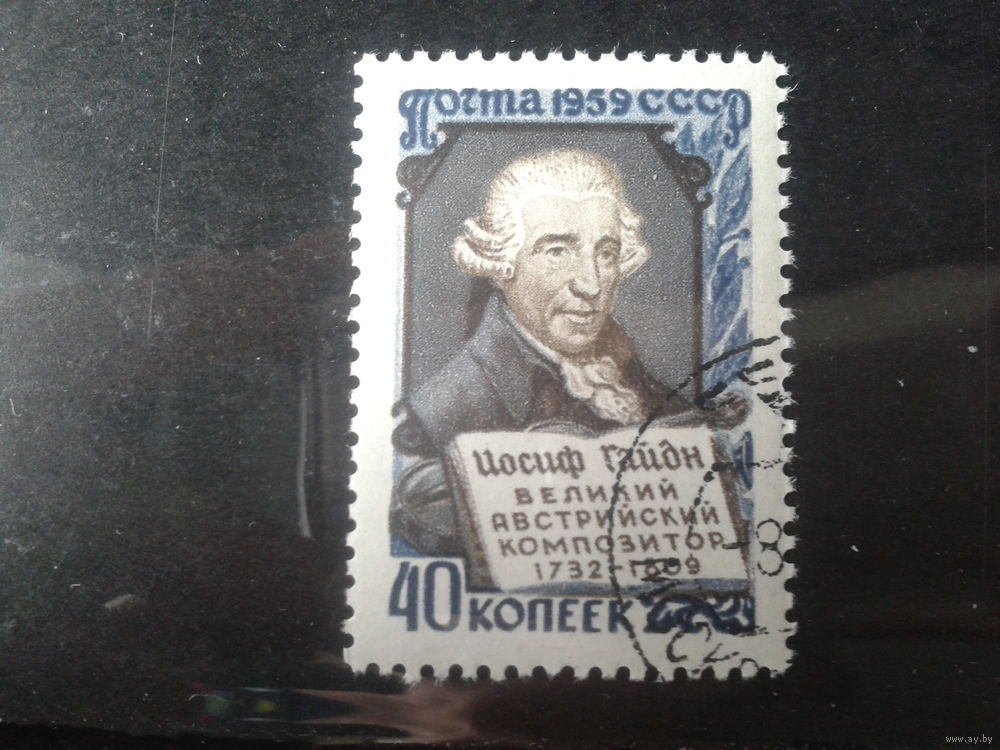 Почта 1959 СССР
Иосиф Гайдн
ВЕЛИКИЙ
АВСТРИЙСКИЙ
КОМПОЗИТОР
1732-1809
40 КОПЕЕК
www.ay.by